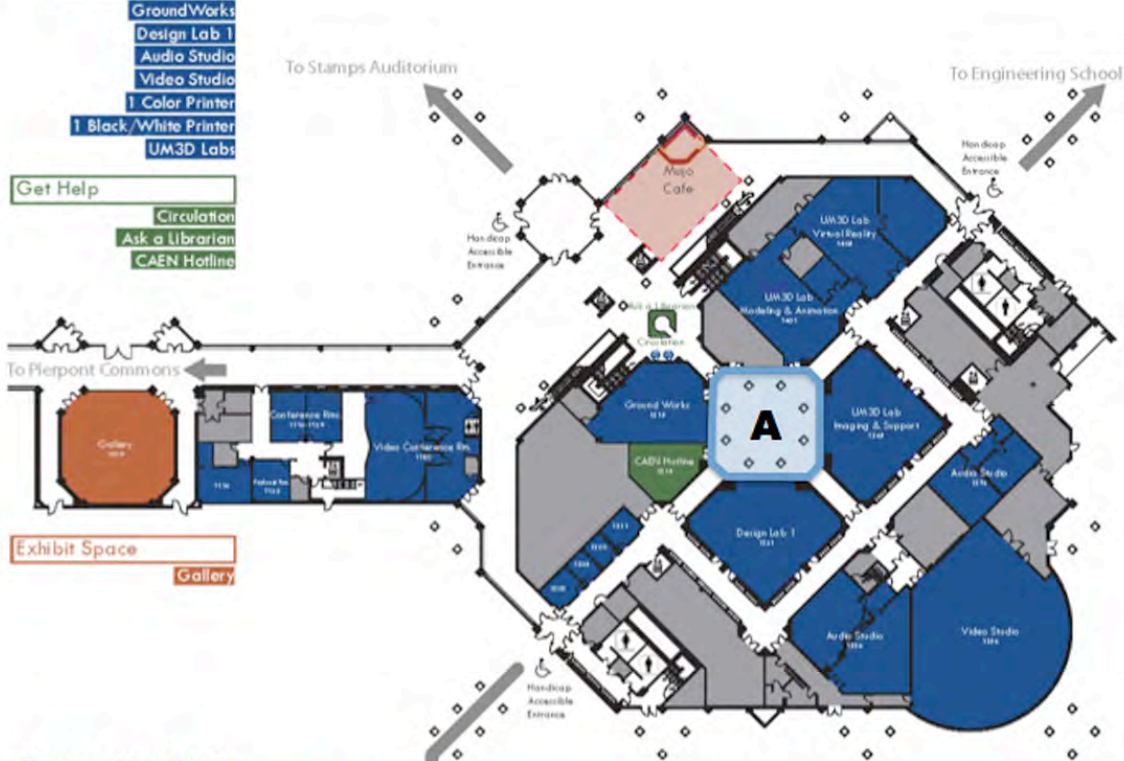 GroundWorks
Design Lab 1
Audio Studio
Video Studio
1 Color Printer
1 Black/White Printer
UM3D Labs
Get Help
Circulation
Ask a Librarian
CAEN Hotline
Exhibit Space
Gallery
To Stamps Auditorium
To Engineering School
Handicap
Accessible
Entrance
Mujo
Cafe
Handicap
Accessible
Entrance
UM3D Lab
Virtual Reality
UM3D Lab
Modeling & Animation
Ask a Librarian
Circulation
To Pierpont Commons
Gallery
Conference Rms.
Video Conference Rm.
Ground Works
A
UM3D Lab
Imaging & Support
CAEN Hotline
Audio Studio
Design Lab 1
Audio Studio
Video Studio
Handicap
Accessible
Entrance